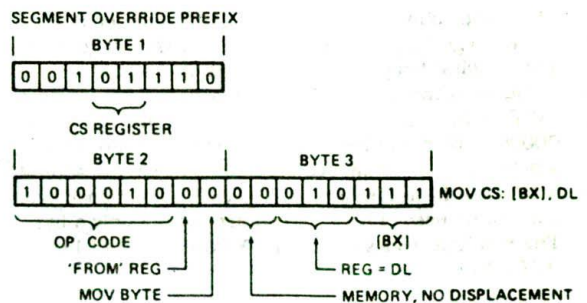 SEGMENT OVERRIDE PREFIX
BYTE 1
0 0 1 0 1 1 1 0
CS REGISTER
BYTE 2 BYTE 3
1 0 0 0 1 0 0 0 0 0 0 1 0 1 1 1 MOV CS: [BX], DL
OP CODE [BX]
'FROM' REG REG = DL
MOV BYTE MEMORY, NO DISPLACEMENT